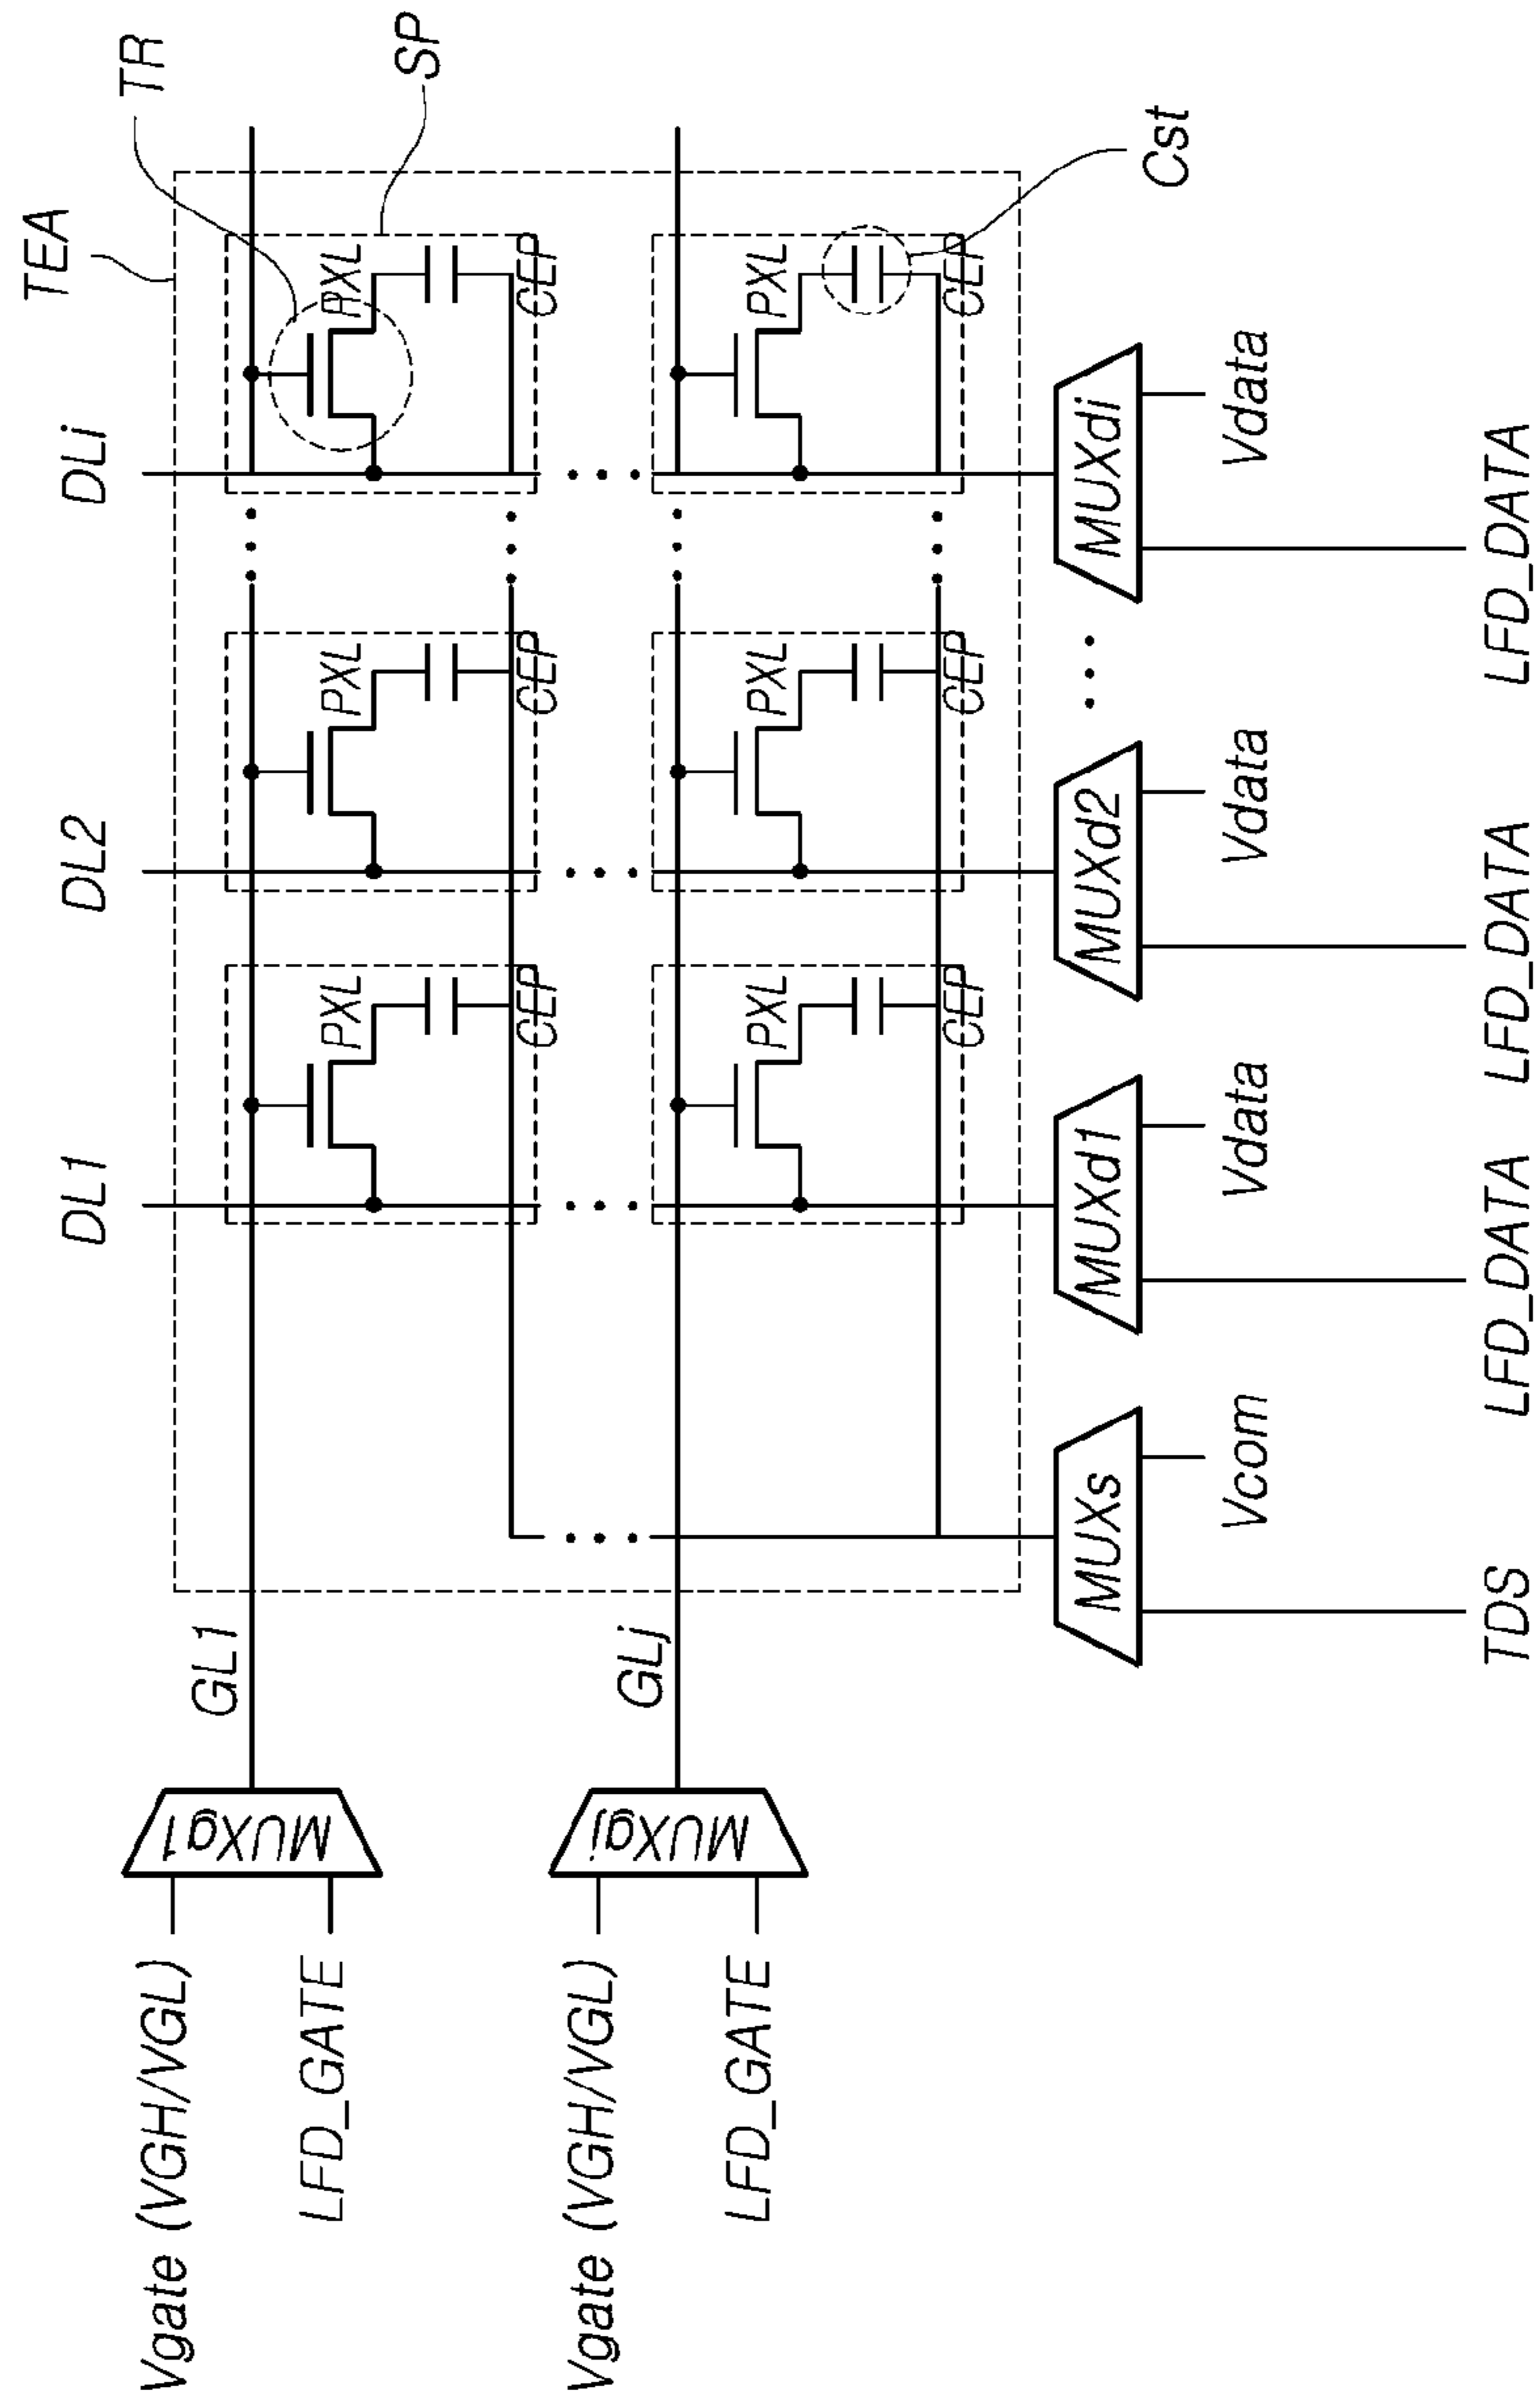 TEA
DL1
DL2
DLi
TR
Vgate (VGH/VGL)
GL1
MUXg1
LFD_GATE
PXL
PXL
PXL
SP
CEP
CEP
CEP
Vgate (VGH/VGL)
GLj
MUXgj
LFD_GATE
PXL
PXL
PXL
CEP
CEP
CEP
MUXs
MUXd1
MUXd2
MUXdi
Cst
Vcom
Vdata
Vdata
Vdata
TDS
LFD_DATA
LFD_DATA
LFD_DATA